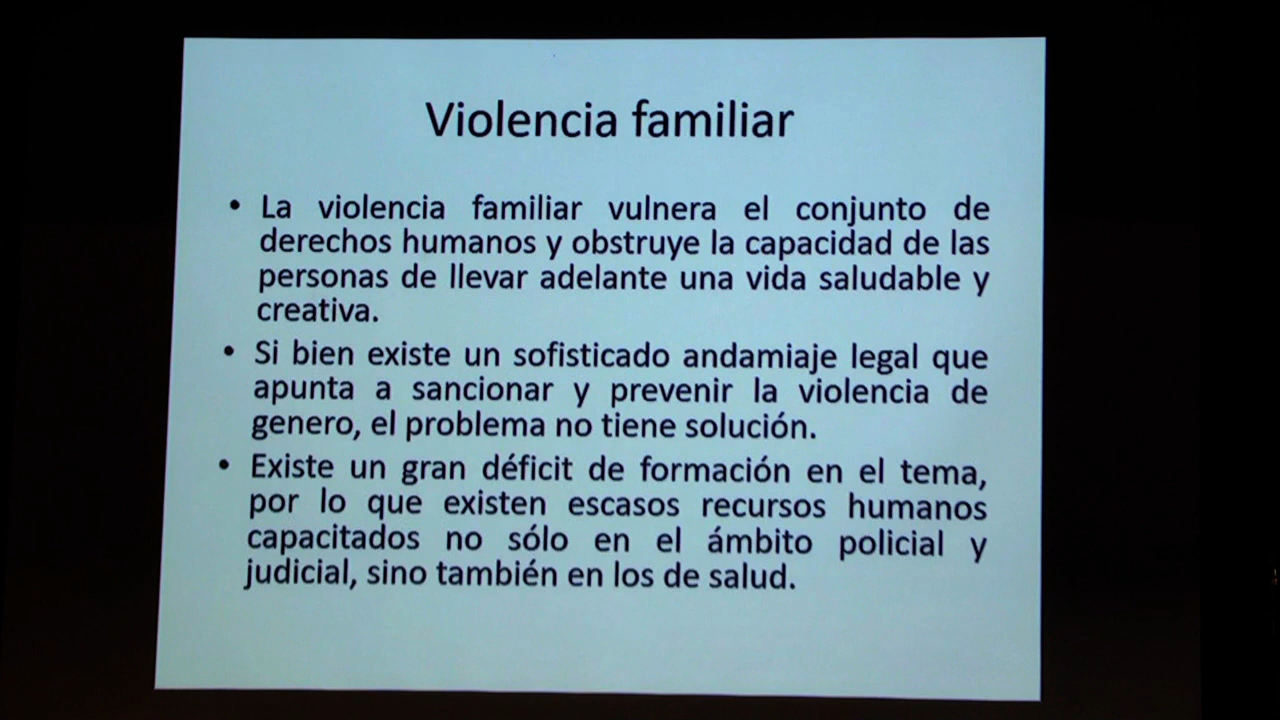 Violencia familiar
• La violencia familiar vulnera el conjunto de
derechos humanos y obstruye la capacidad de las
personas de llevar adelante una vida saludable y
creativa.
• Si bien existe un sofisticado andamiaje legal que
apunta a sancionar y prevenir la violencia de
genero, el problema no tiene solución.
• Existe un gran déficit de formación en el tema,
por lo que existen escasos recursos humanos
capacitados no sólo en el ámbito policial y
judicial, sino también en los de salud.